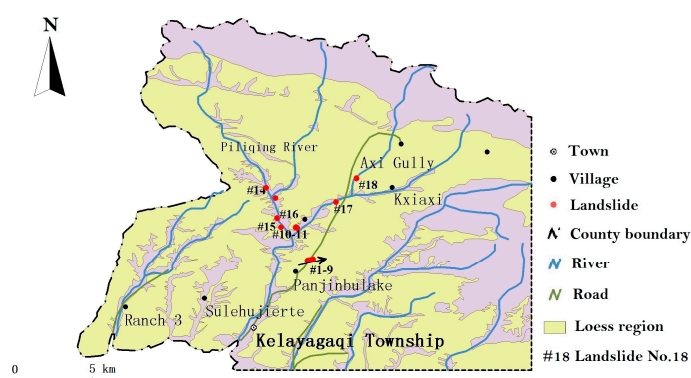 N
Piliqing River
Axi Gully
#14
#18
Kxiaxi
#17
#16
#15
#10-11
#1-9
Panjinbulake
Sulehujierte
Ranch 3
Kelayagaqi Township
0 5 km
Town
Village
Landslide
County boundary
River
Road
Loess region
#18 Landslide No.18